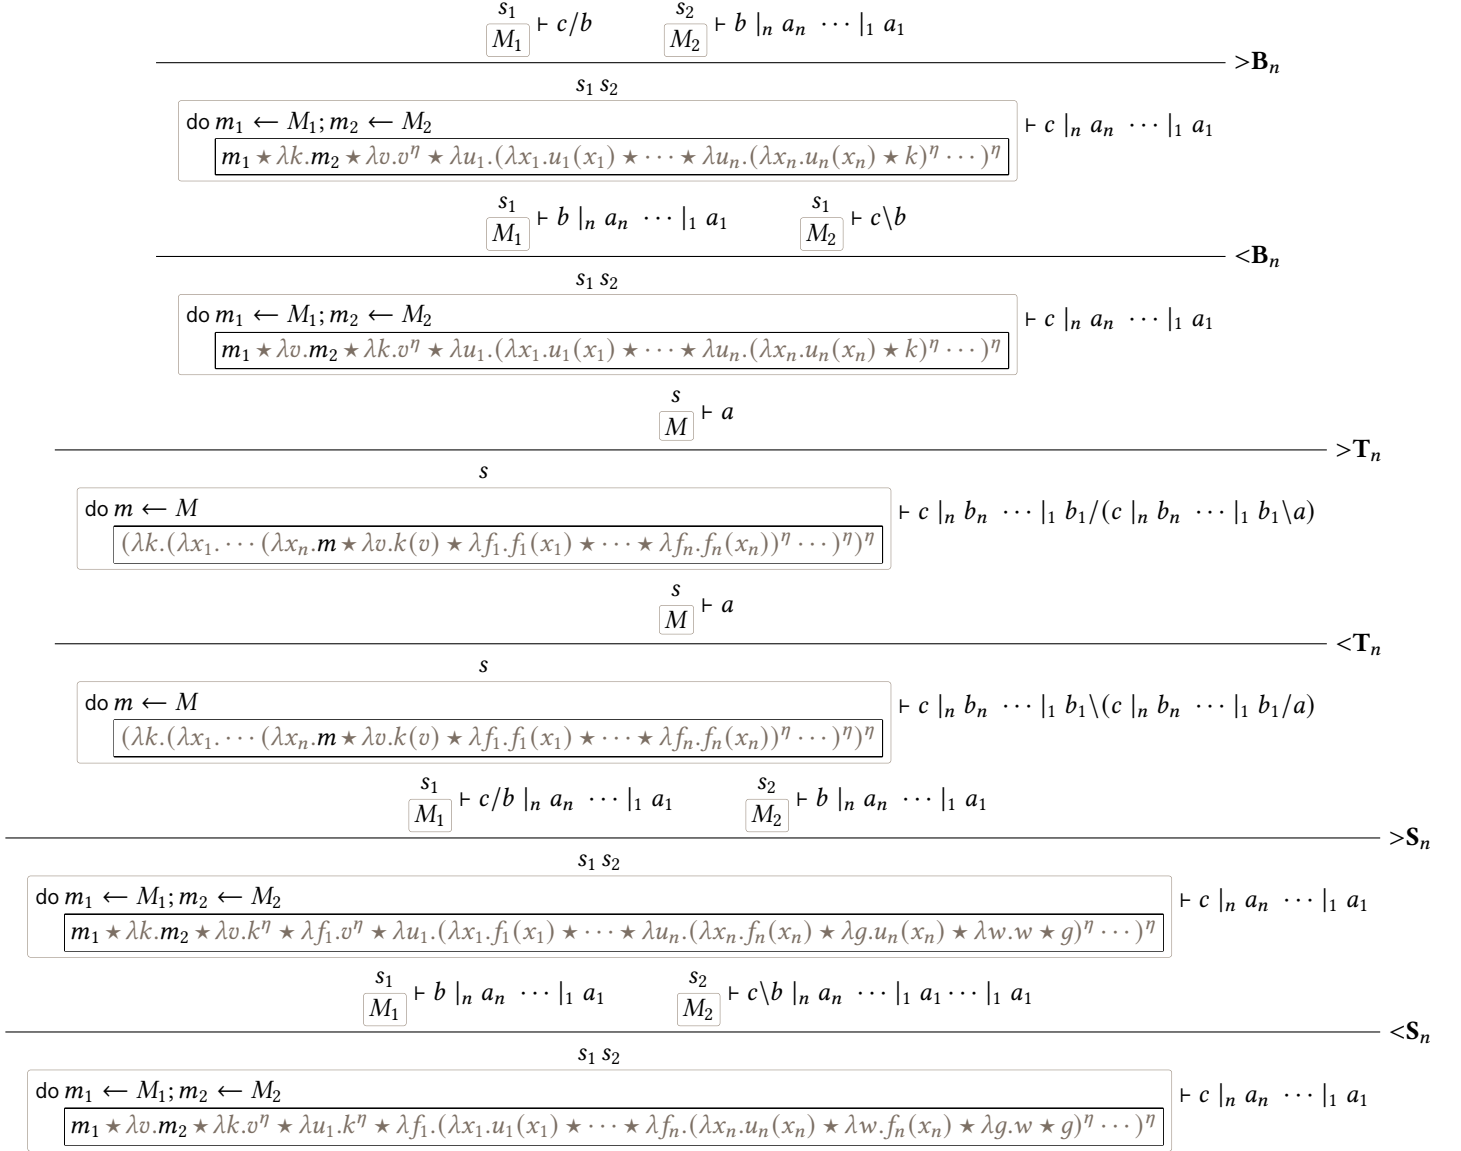 s₁ s₂
M₁ ⊢ c/b M₂ ⊢ b |ₙ aₙ ⋯ |₁ a₁
>Bₙ
s₁ s₂
do m₁ ← M₁; m₂ ← M₂
m₁ ⋆ λk.m₂ ⋆ λv.v^η ⋆ λu₁.(λx₁.u₁(x₁) ⋆ ⋯ ⋆ λuₙ.(λxₙ.uₙ(xₙ) ⋆ k)^η ⋯ )^η ⊢ c |ₙ aₙ ⋯ |₁ a₁
s₁ s₁
M₁ ⊢ b |ₙ aₙ ⋯ |₁ a₁ M₂ ⊢ c\b
<Bₙ
s₁ s₂
do m₁ ← M₁; m₂ ← M₂
m₁ ⋆ λv.m₂ ⋆ λk.v^η ⋆ λu₁.(λx₁.u₁(x₁) ⋆ ⋯ ⋆ λuₙ.(λxₙ.uₙ(xₙ) ⋆ k)^η ⋯ )^η ⊢ c |ₙ aₙ ⋯ |₁ a₁
s
M ⊢ a
>Tₙ
s
do m ← M
(λk.(λx₁. ⋯ (λxₙ.m ⋆ λv.k(v) ⋆ λf₁.f₁(x₁) ⋆ ⋯ ⋆ λfₙ.fₙ(xₙ))^η ⋯ )^η)^η ⊢ c |ₙ bₙ ⋯ |₁ b₁/(c |ₙ bₙ ⋯ |₁ b₁\a)
s
M ⊢ a
<Tₙ
s
do m ← M
(λk.(λx₁. ⋯ (λxₙ.m ⋆ λv.k(v) ⋆ λf₁.f₁(x₁) ⋆ ⋯ ⋆ λfₙ.fₙ(xₙ))^η ⋯ )^η)^η ⊢ c |ₙ bₙ ⋯ |₁ b₁\(c |ₙ bₙ ⋯ |₁ b₁/a)
s₁ s₂
M₁ ⊢ c/b |ₙ aₙ ⋯ |₁ a₁ M₂ ⊢ b |ₙ aₙ ⋯ |₁ a₁
>Sₙ
s₁ s₂
do m₁ ← M₁; m₂ ← M₂
m₁ ⋆ λk.m₂ ⋆ λv.k^η ⋆ λf₁.v^η ⋆ λu₁.(λx₁.f₁(x₁) ⋆ ⋯ ⋆ λuₙ.(λxₙ.fₙ(xₙ) ⋆ λg.uₙ(xₙ) ⋆ λw.w ⋆ g)^η ⋯ )^η ⊢ c |ₙ aₙ ⋯ |₁ a₁
s₁ s₂
M₁ ⊢ b |ₙ aₙ ⋯ |₁ a₁ M₂ ⊢ c\b |ₙ aₙ ⋯ |₁ a₁ ⋯ |₁ a₁
<Sₙ
s₁ s₂
do m₁ ← M₁; m₂ ← M₂
m₁ ⋆ λv.m₂ ⋆ λk.v^η ⋆ λu₁.k^η ⋆ λf₁.(λx₁.u₁(x₁) ⋆ ⋯ ⋆ λfₙ.(λxₙ.uₙ(xₙ) ⋆ λw.fₙ(xₙ) ⋆ λg.w ⋆ g)^η ⋯ )^η ⊢ c |ₙ aₙ ⋯ |₁ a₁